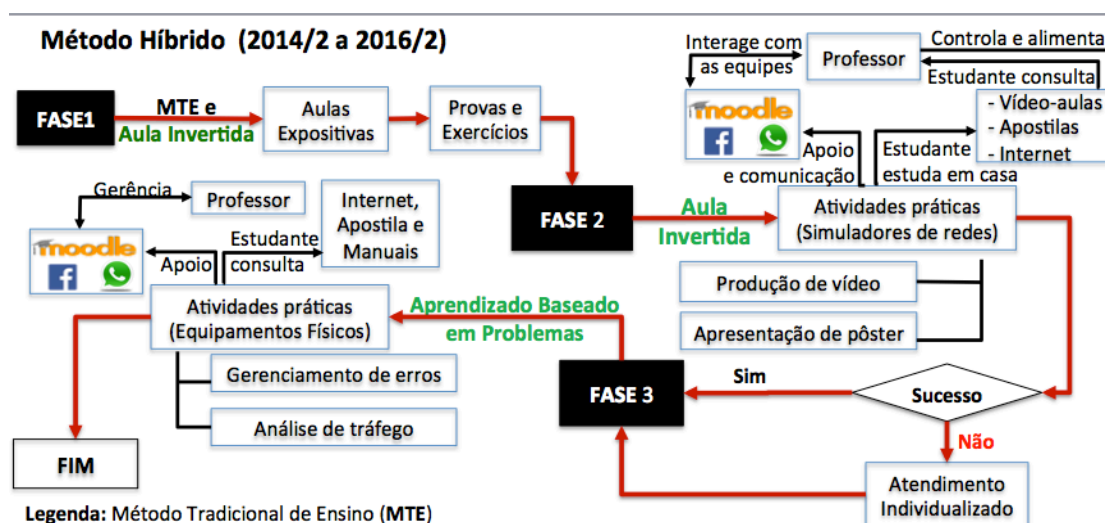 Método Híbrido (2014/2 a 2016/2)
FASE1
MTE e
Aula Invertida
Aulas
Expositivas
Provas e
Exercícios
FASE 2
Aula
Invertida
Interage com
as equipes
Professor
Controla e alimenta
Estudante consulta
moodle
- Vídeo-aulas
- Apostilas
- Internet
Apoio
e comunicação
Estudante
estuda em casa
Atividades práticas
(Simuladores de redes)
Produção de vídeo
Apresentação de pôster
Sucesso
Sim
Não
Atendimento
Individualizado
FASE 3
Aprendizado Baseado
em Problemas
Gerência
Professor
Internet,
Apostila e
Manuais
moodle
Apoio
Estudante
consulta
Atividades práticas
(Equipamentos Físicos)
Gerenciamento de erros
Análise de tráfego
FIM
Legenda: Método Tradicional de Ensino (MTE)